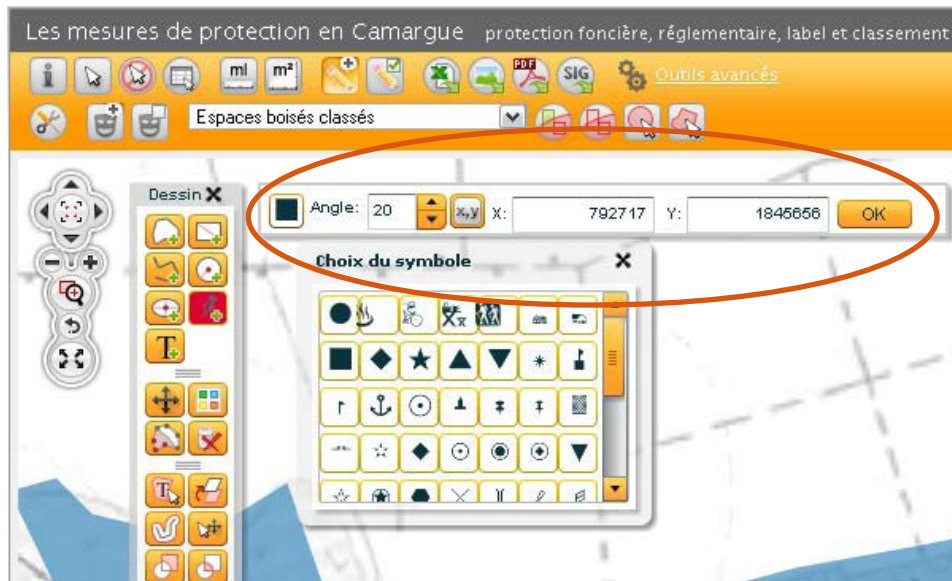 Les mesures de protection en Camargue protection foncière, réglementaire, label et classement
i ml m² PDF SIG Outils avancés
Espaces boisés classés
Dessin X
Angle: 20 x,y X: 792717 Y: 1845656 OK
Choix du symbole
T
T